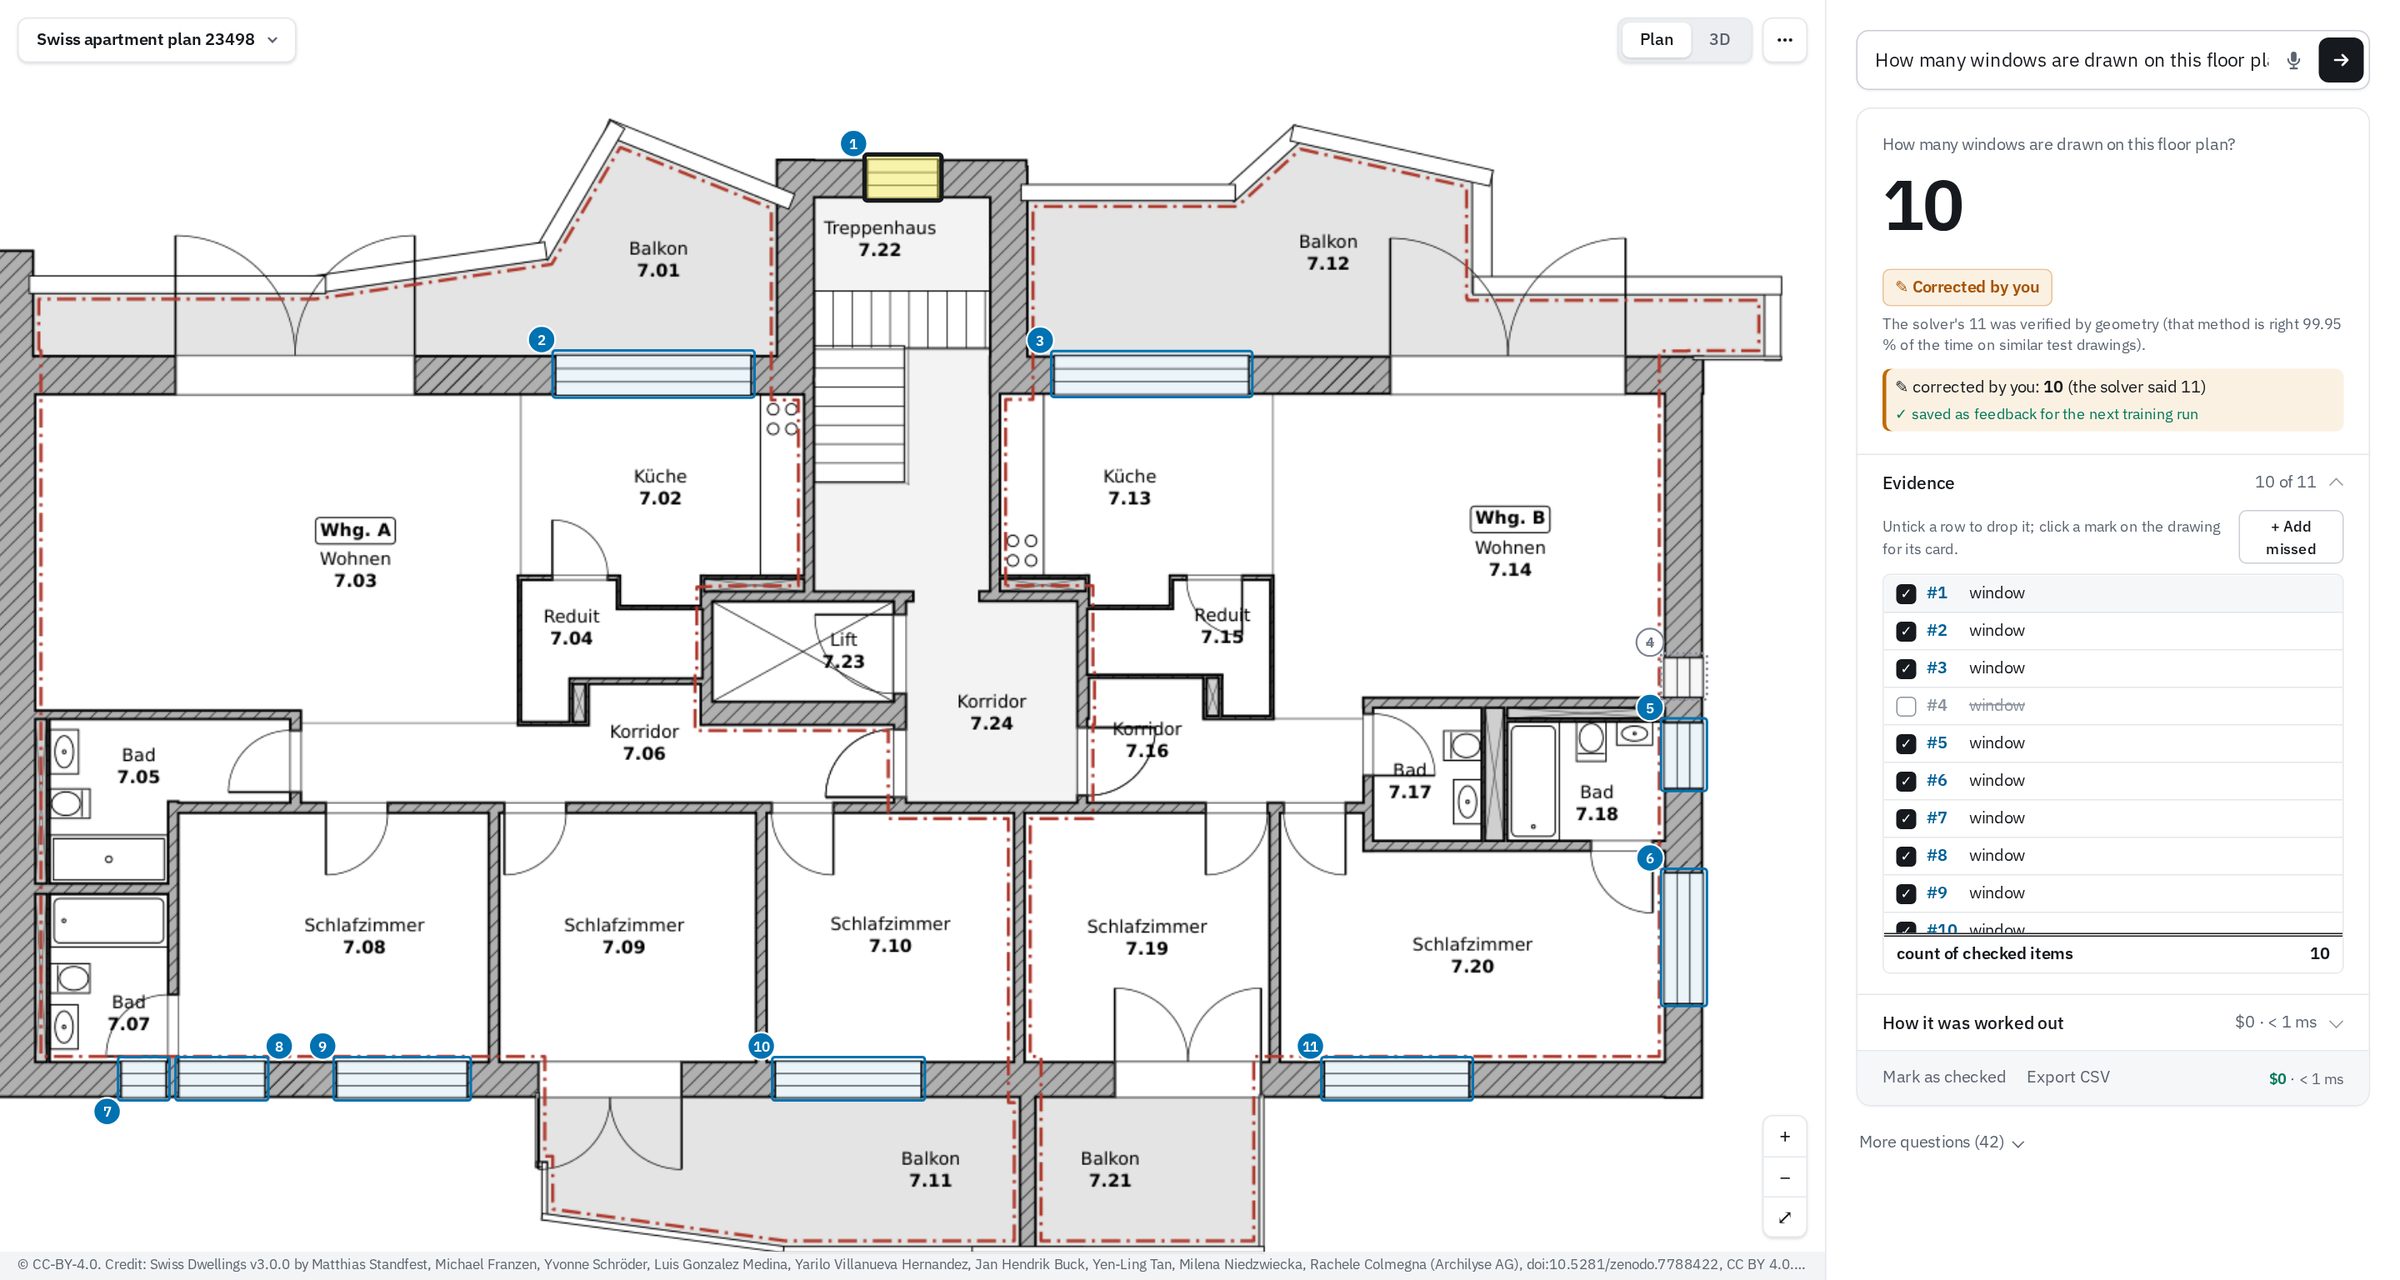 Swiss apartment plan 23498
Plan
3D
How many windows are drawn on this floor pl
How many windows are drawn on this floor plan?
10
✎ Corrected by you
The solver's 11 was verified by geometry (that method is right 99.95
% of the time on similar test drawings).
✎ corrected by you: 10 (the solver said 11)
✓ saved as feedback for the next training run
Evidence
10 of 11
Untick a row to drop it; click a mark on the drawing
for its card.
+ Add
missed
#1 window
#2 window
#3 window
#4 window
#5 window
#6 window
#7 window
#8 window
#9 window
#10 window
count of checked items 10
How it was worked out
$0 · < 1 ms
Mark as checked
Export CSV
$0 · < 1 ms
More questions (42)
1
Treppenhaus
7.22
Balkon
7.01
Balkon
7.12
2
3
Küche
7.02
Küche
7.13
Whg. A
Wohnen
7.03
Whg. B
Wohnen
7.14
Reduit
7.04
Lift
7.23
Reduit
7.15
4
Korridor
7.24
5
Bad
7.05
Korridor
7.06
Korridor
7.16
Bad
7.17
Bad
7.18
6
Schlafzimmer
7.08
Schlafzimmer
7.09
Schlafzimmer
7.10
Schlafzimmer
7.19
Schlafzimmer
7.20
Bad
7.07
8
9
10
11
7
Balkon
7.11
Balkon
7.21
+
−
© CC-BY-4.0. Credit: Swiss Dwellings v3.0.0 by Matthias Standfest, Michael Franzen, Yvonne Schröder, Luis Gonzalez Medina, Yarilo Villanueva Hernandez, Jan Hendrik Buck, Yen-Ling Tan, Milena Niedzwiecka, Rachele Colmegna (Archilyse AG), doi:10.5281/zenodo.7788422, CC BY 4.0....